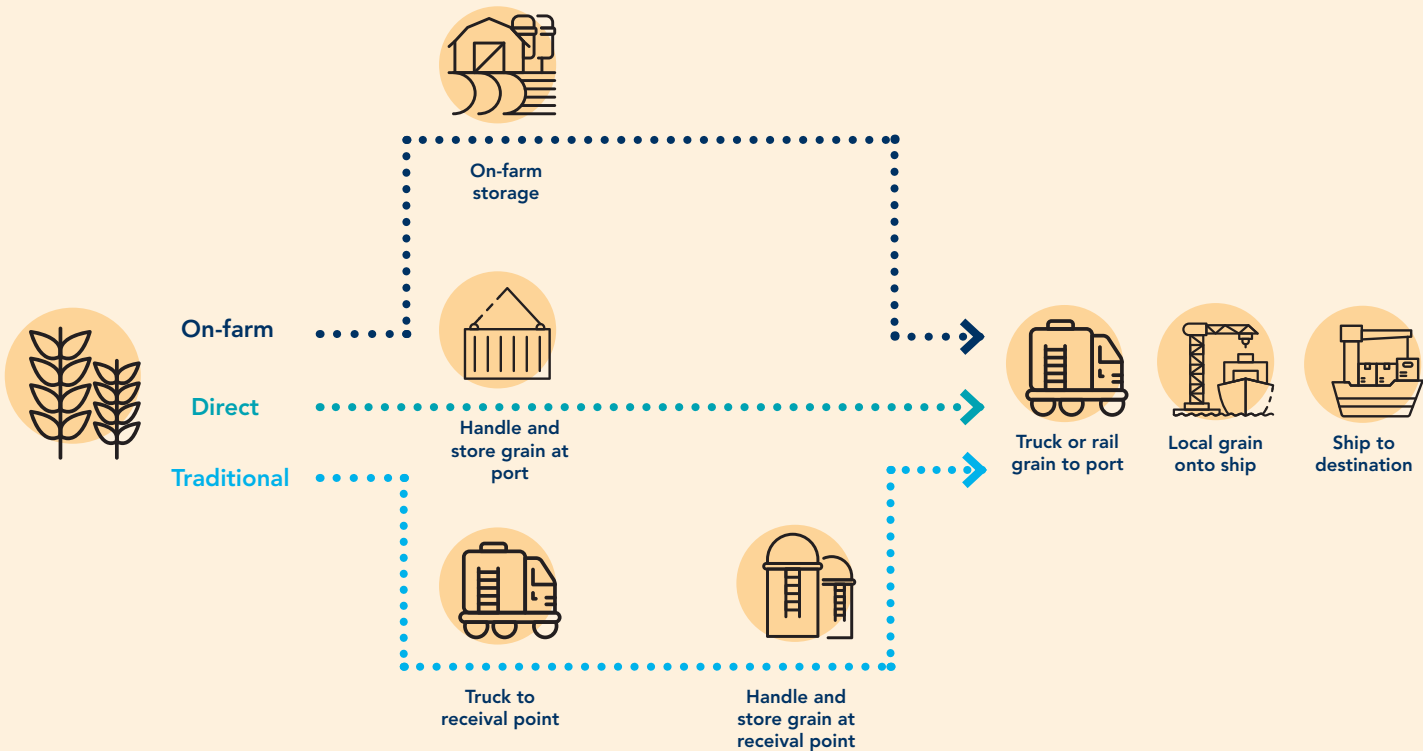 On-farm
storage
On-farm
Direct
Handle and
store grain at
port
Traditional
Truck to
receival point
Handle and
store grain at
receival point
Truck or rail
grain to port
Local grain
onto ship
Ship to
destination